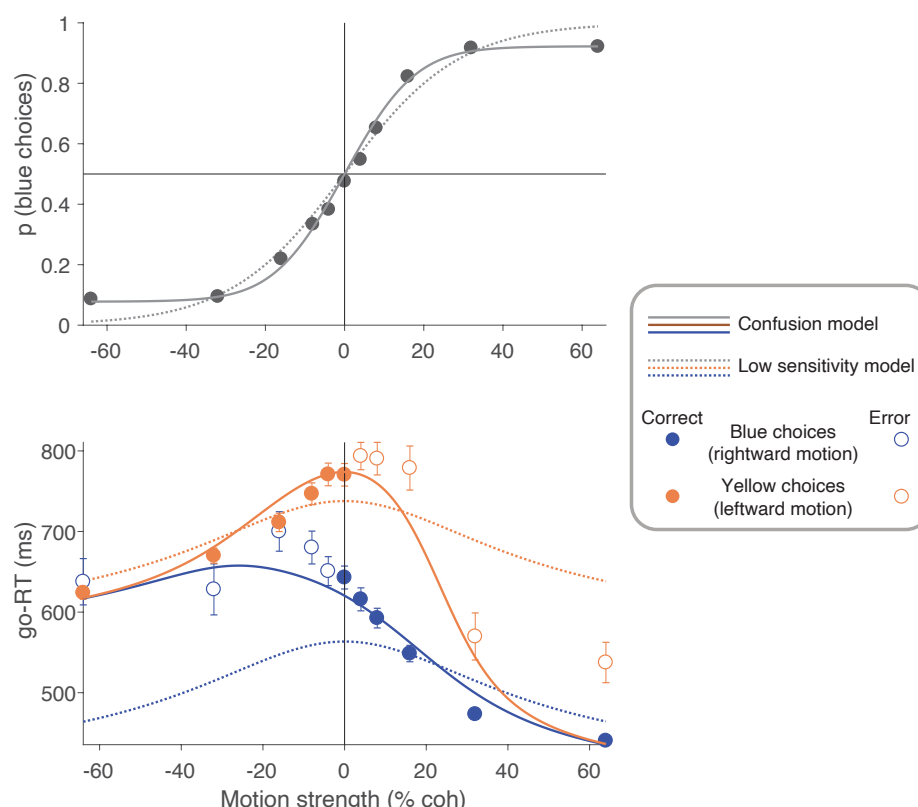 1
0.8
0.6
0.4
0.2
0
p (blue choices)
-60
-40
-20
0
20
40
60
Confusion model
Low sensitivity model
Correct
Error
Blue choices
(rightward motion)
Yellow choices
(leftward motion)
800
700
600
500
go-RT (ms)
-60
-40
-20
0
20
40
60
Motion strength (% coh)